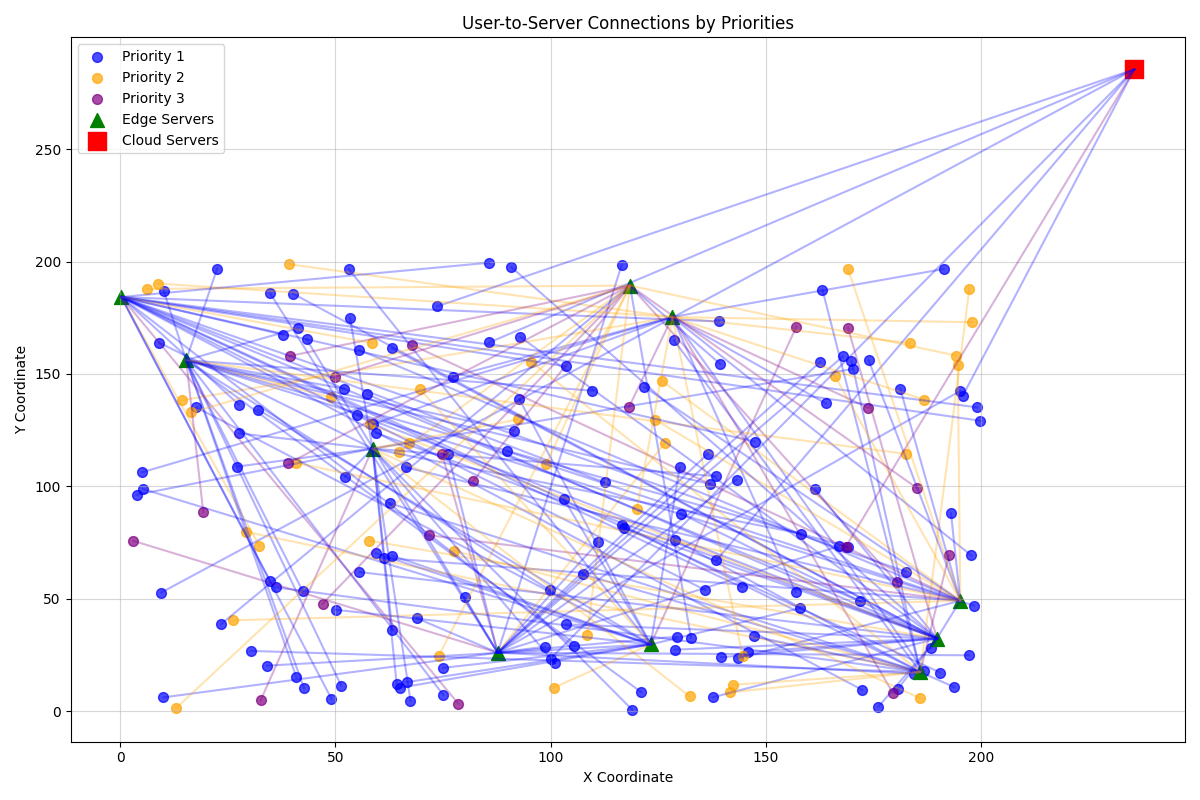 User-to-Server Connections by Priorities
Priority 1
Priority 2
Priority 3
Edge Servers
Cloud Servers
Y Coordinate
250
200
150
100
50
0
0 50 100 150 200
X Coordinate